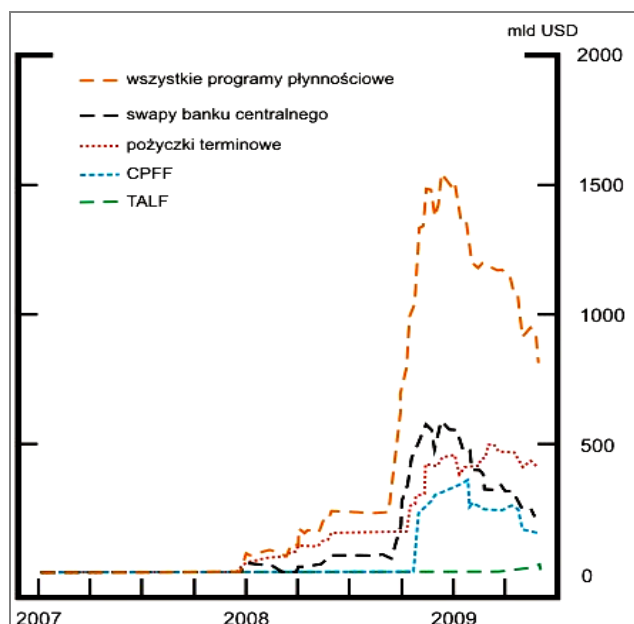 mld USD
2000
wszystkie programy płynnościowe
swapy banku centralnego
pożyczki terminowe
CPFF
TALF
1500
1000
500
0
2007 2008 2009